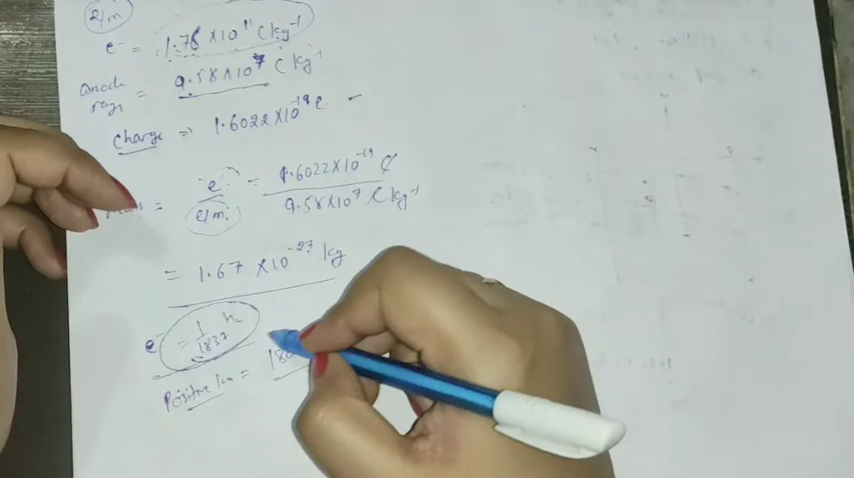 e/m
e⁻ = 1.76 × 10¹¹ C kg⁻¹
anode rays = 9.58 × 10⁷ C kg⁻¹
Charge ⇒ 1.6022 × 10⁻¹⁹ C.
= e / e/m = 1.6022 × 10⁻¹⁹ C / 9.58 × 10⁷ C kg⁻¹
= 1.67 × 10⁻²⁷ kg
e⁻ = 1/1837
Positive Ion =